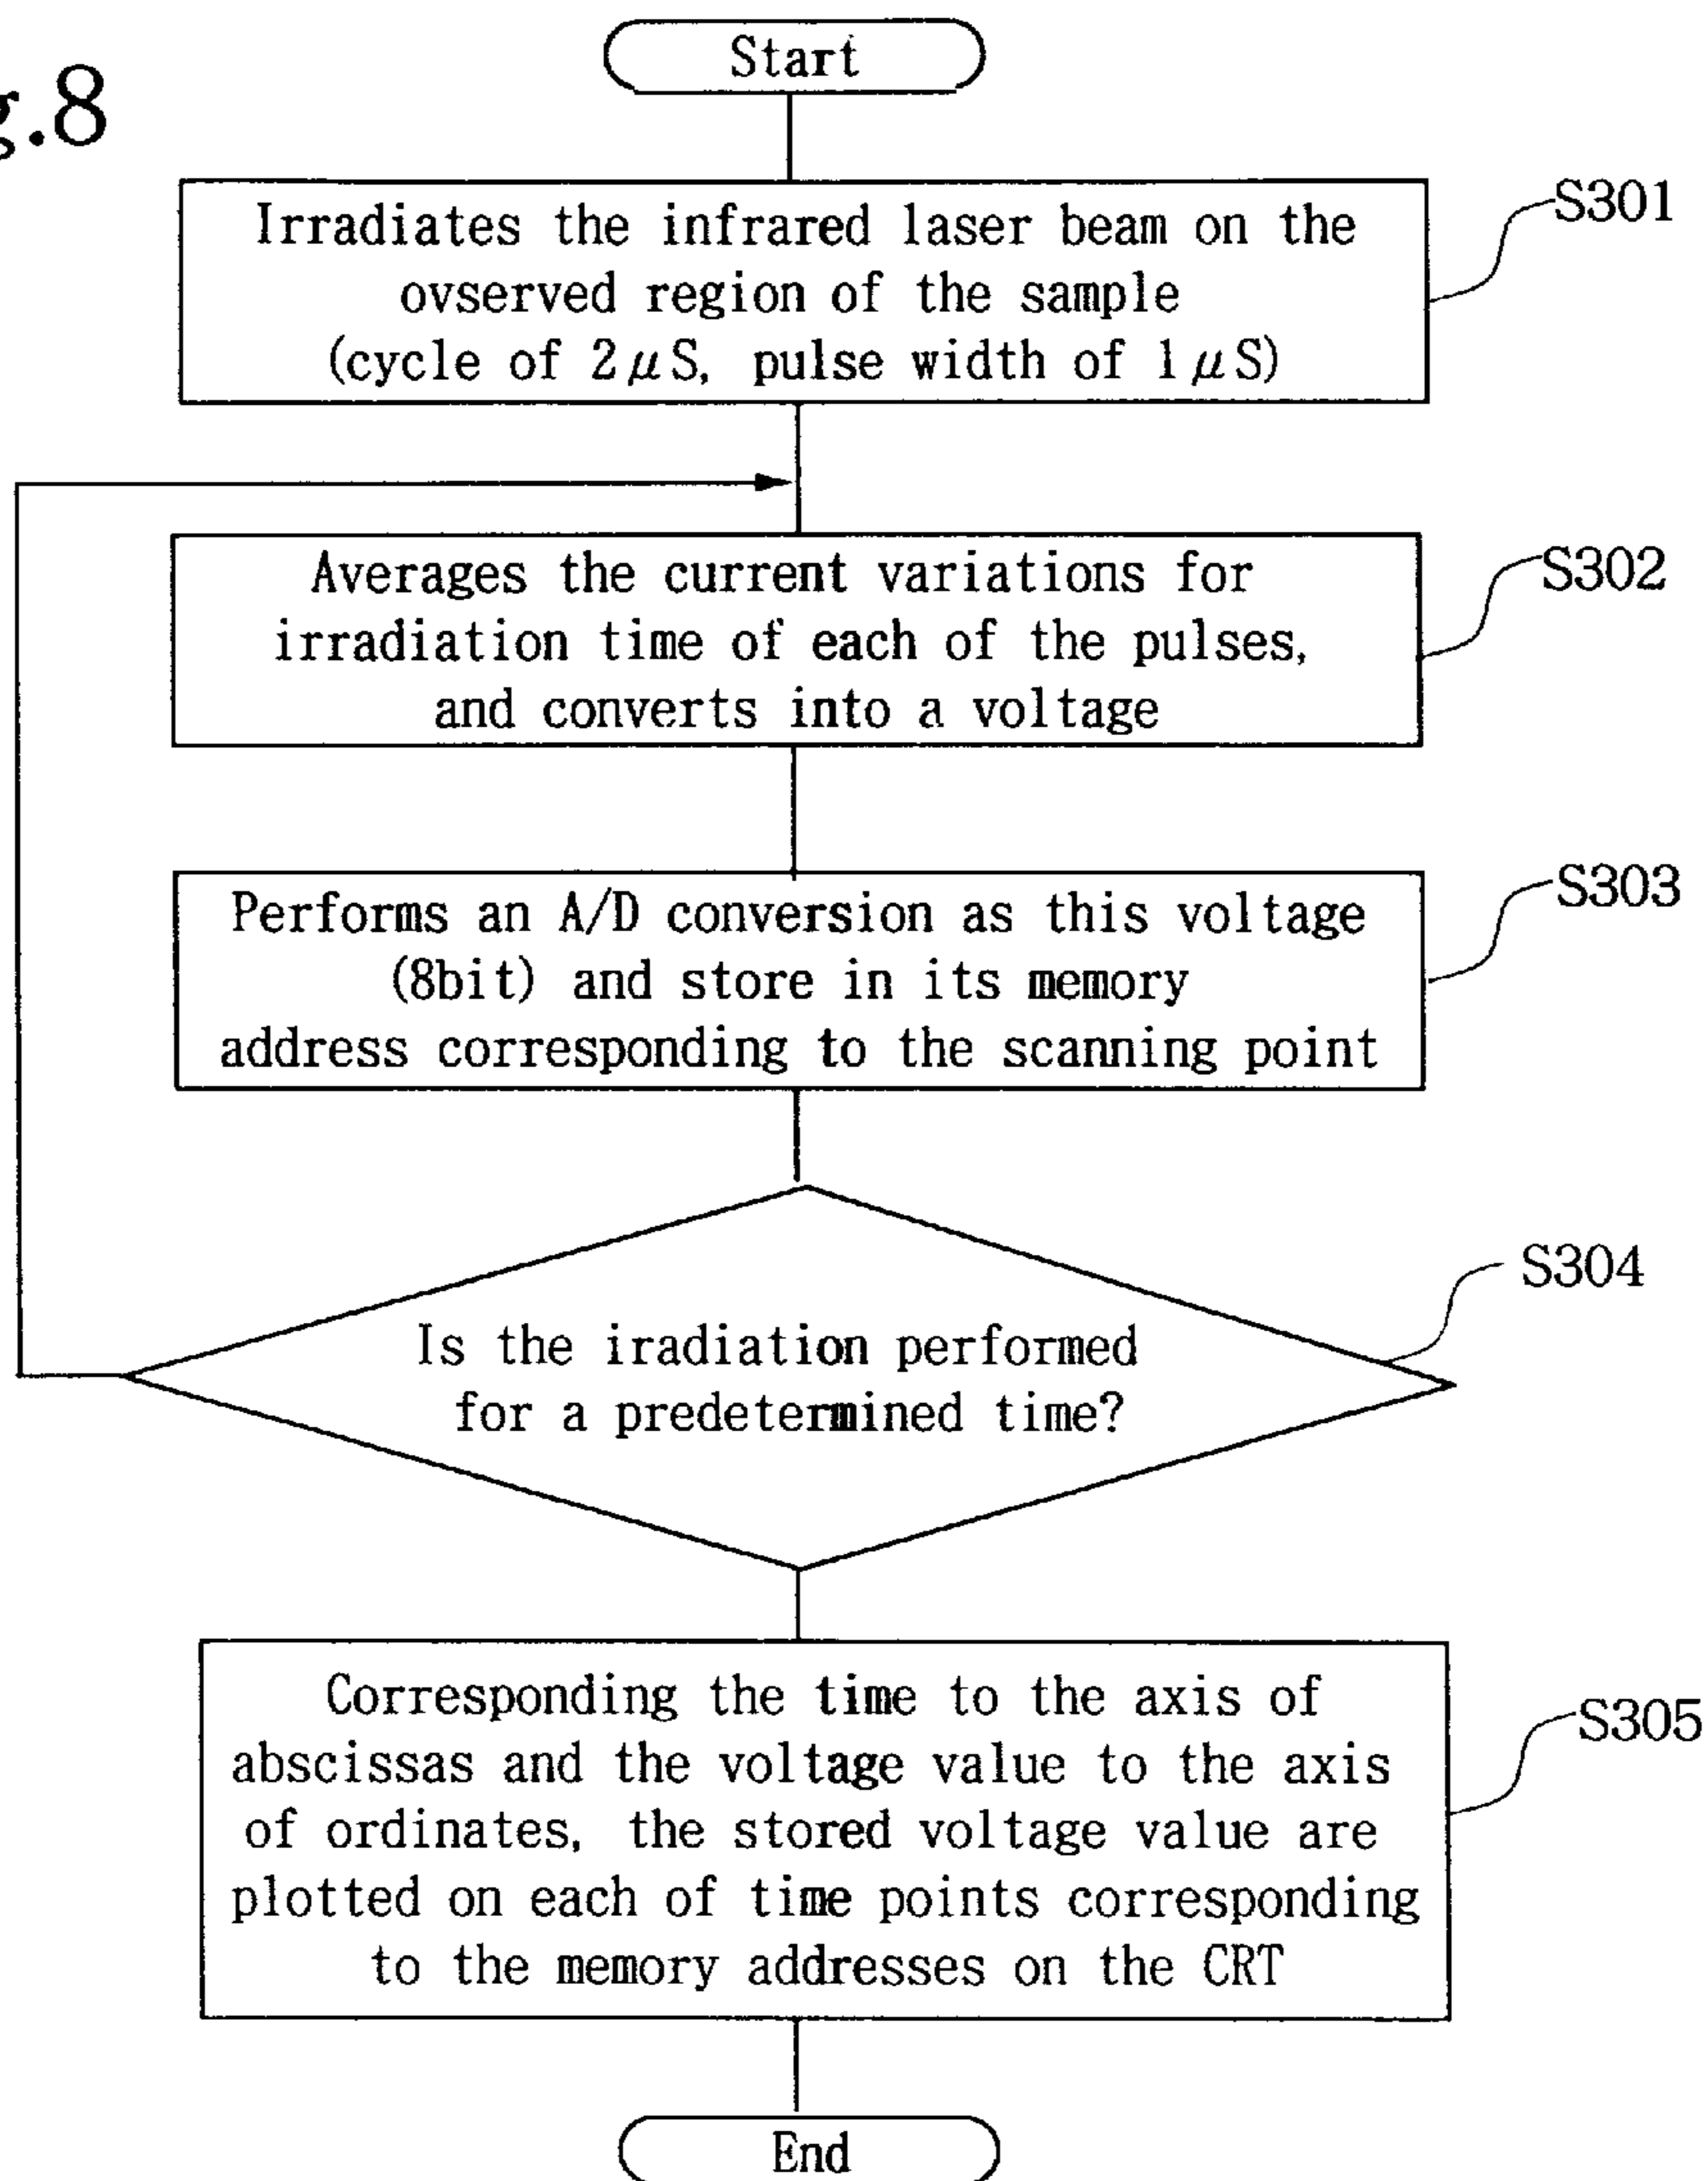 g.8
Start
Irradiates the infrared laser beam on the
ovserved region of the sample
(cycle of 2μS, pulse width of 1μS)
S301
Averages the current variations for
irradiation time of each of the pulses,
and converts into a voltage
S302
Performs an A/D conversion as this voltage
(8bit) and store in its memory
address corresponding to the scanning point
S303
Is the iradiation performed
for a predetermined time?
S304
Corresponding the time to the axis of
abscissas and the voltage value to the axis
of ordinates, the stored voltage value are
plotted on each of time points corresponding
to the memory addresses on the CRT
S305
End